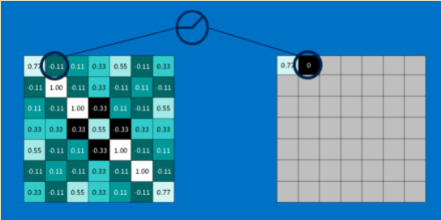 0.77 -0.11 0.11 0.33 0.55 -0.11 0.33
-0.11 1.00 -0.11 0.33 -0.11 0.11 -0.11
0.11 -0.11 1.00 -0.33 0.11 -0.11 0.55
0.33 0.33 -0.33 0.55 -0.33 0.33 0.33
0.55 -0.11 0.11 -0.33 1.00 -0.11 0.11
-0.11 0.11 -0.11 0.33 -0.11 1.00 -0.11
0.33 -0.11 0.55 0.33 0.11 -0.11 0.77
0.77 0